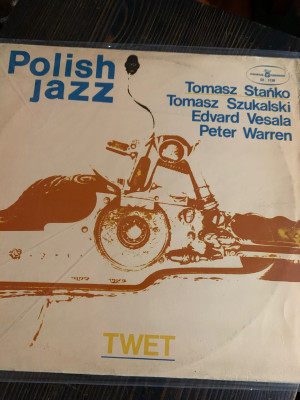 Polish
jazz
Tomasz Stańko
Tomasz Szukalski
Edvard Vesala
Peter Warren
TWET